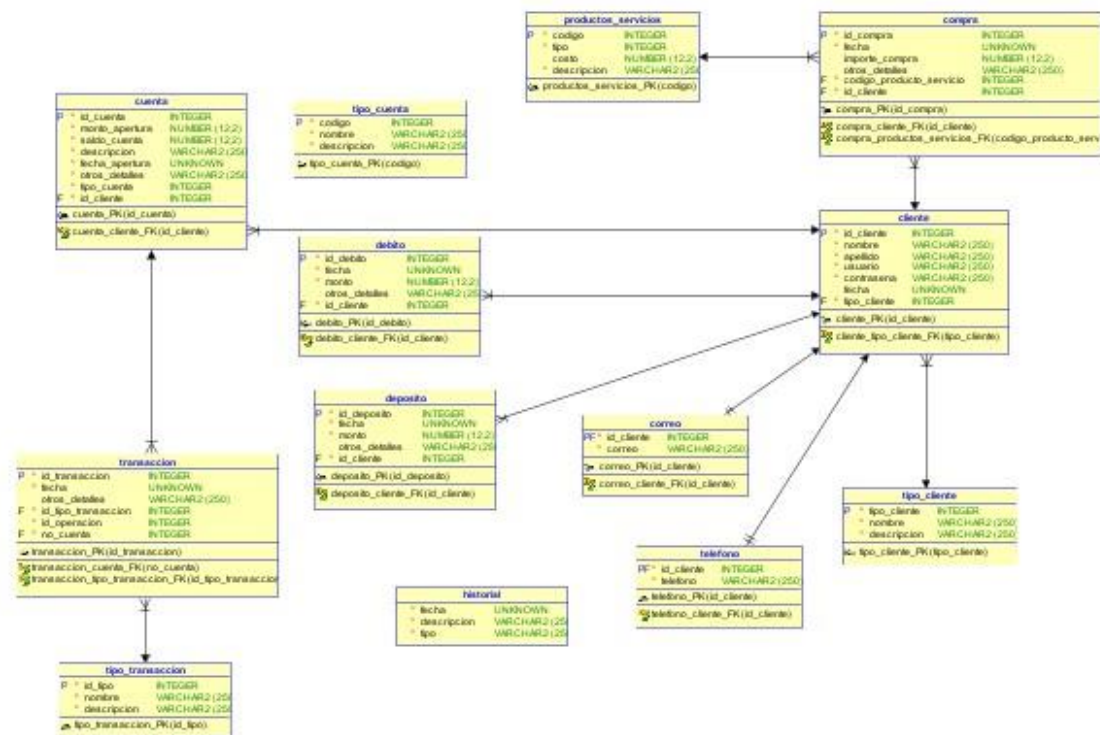 productos_servicios
P * codigo INTEGER
* tipo INTEGER
costo NUMBER (12,2)
* descripcion VARCHAR2 (25
productos_servicios_PK(codigo)
compra
P * id_compra INTEGER
* fecha UNKNOWN
importe_compra NUMBER (12,2)
otros_detalles VARCHAR2 (250)
F * codigo_producto_servicio INTEGER
F * id_cliente INTEGER
compra_PK(id_compra)
compra_cliente_FK(id_cliente)
compra_productos_servicios_FK(codigo_producto_serv
cuenta
P * id_cuenta INTEGER
* monto_apertura NUMBER (12,2)
* saldo_cuenta NUMBER (12,2)
* descripcion VARCHAR2 (250
* fecha_apertura UNKNOWN
* otros_detalles VARCHAR2 (250
* tipo_cuenta INTEGER
F * id_cliente INTEGER
cuenta_PK(id_cuenta)
cuenta_cliente_FK(id_cliente)
tipo_cuenta
P * codigo INTEGER
* nombre VARCHAR2 (250
* descripcion VARCHAR2 (250
tipo_cuenta_PK(codigo)
debito
P * id_debito INTEGER
* fecha UNKNOWN
* monto NUMBER (12,2)
otros_detalles VARCHAR2 (25
F * id_cliente INTEGER
debito_PK(id_debito)
debito_cliente_FK(id_cliente)
cliente
P * id_cliente INTEGER
* nombre VARCHAR2 (250)
* apellido VARCHAR2 (250)
* usuario VARCHAR2 (250)
* contrasena VARCHAR2 (250)
fecha UNKNOWN
F * tipo_cliente INTEGER
cliente_PK(id_cliente)
cliente_tipo_cliente_FK(tipo_cliente)
deposito
P * id_deposito INTEGER
* fecha UNKNOWN
* monto NUMBER (12,2)
otros_detalles VARCHAR2 (25
F * id_cliente INTEGER
deposito_PK(id_deposito)
deposito_cliente_FK(id_cliente)
correo
PF * id_cliente INTEGER
* correo VARCHAR2 (250)
correo_PK(id_cliente)
correo_cliente_FK(id_cliente)
transaccion
P * id_transaccion INTEGER
* fecha UNKNOWN
otros_detalles VARCHAR2 (250)
F * id_tipo_transaccion INTEGER
* id_operacion INTEGER
F * no_cuenta INTEGER
transaccion_PK(id_transaccion)
transaccion_cuenta_FK(no_cuenta)
transaccion_tipo_transaccion_FK(id_tipo_transaccion
tipo_cliente
P * tipo_cliente INTEGER
* nombre VARCHAR2 (250
* descripcion VARCHAR2 (250
tipo_cliente_PK(tipo_cliente)
telefono
PF * id_cliente INTEGER
* telefono VARCHAR2 (250)
telefono_PK(id_cliente)
telefono_cliente_FK(id_cliente)
historial
* fecha UNKNOWN
* descripcion VARCHAR2 (25
* tipo VARCHAR2 (25
tipo_transaccion
P * id_tipo INTEGER
* nombre VARCHAR2 (250
* descripcion VARCHAR2 (250
tipo_transaccion_PK(id_tipo)